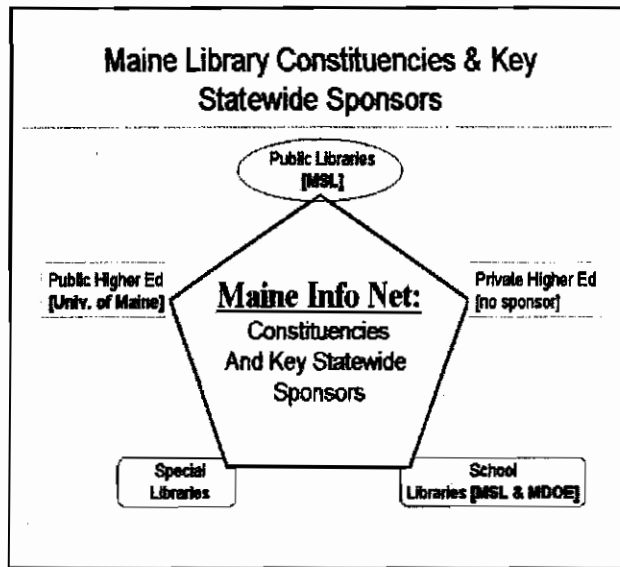 Maine Library Constituencies & Key
Statewide Sponsors
Public Libraries
[MSL]
Public Higher Ed
[Univ. of Maine]
Private Higher Ed
[no sponsor]
Maine Info Net:
Constituencies
And Key Statewide
Sponsors
Special
Libraries
School
Libraries [MSL & MDOE]